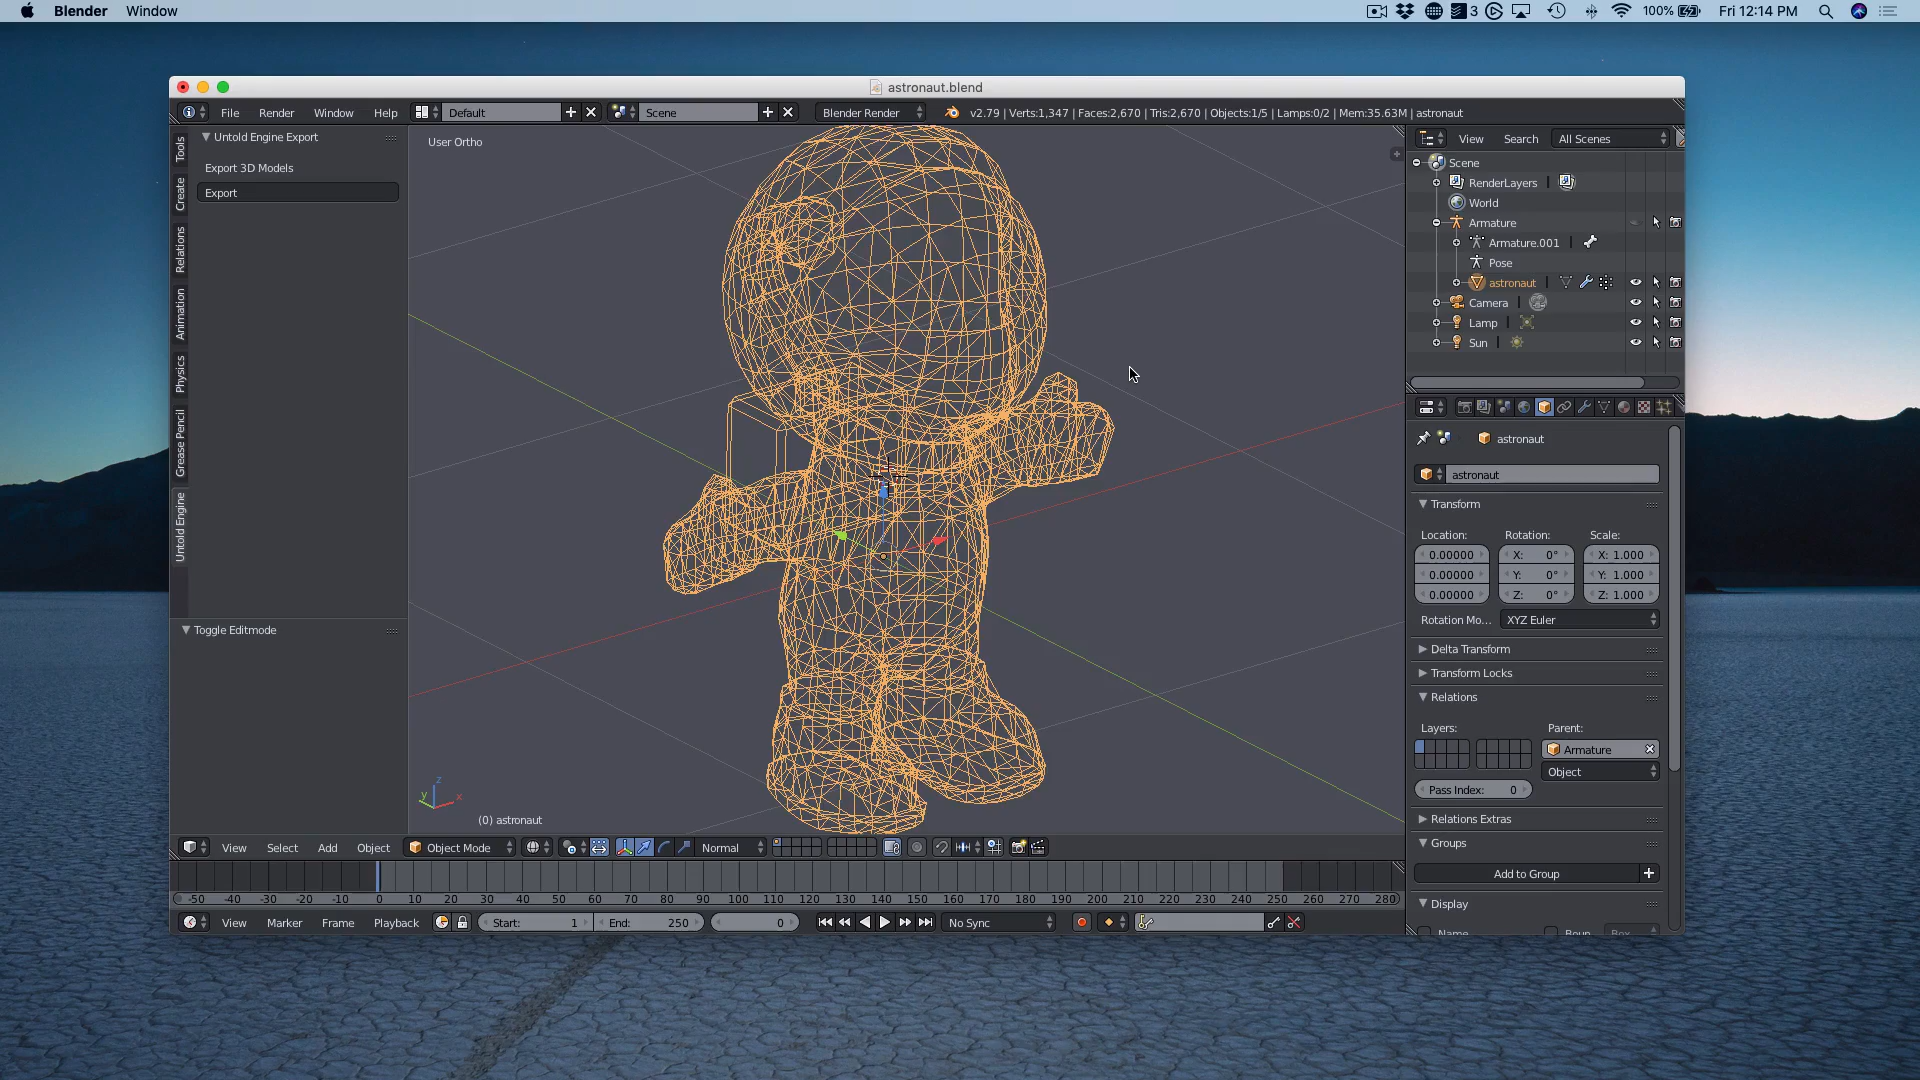 Blender Window
3 100% Fri 12:14 PM
astronaut.blend
File Render Window Help Default Scene Blender Render v2.79 | Verts:1,347 | Faces:2,670 | Tris:2,670 | Objects:1/5 | Lamps:0/2 | Mem:35.63M | astronaut
Tools
Create
Relations
Animation
Physics
Grease Pencil
Untold Engine
Untold Engine Export
Export 3D Models
Export
Toggle Editmode
User Ortho
z
y
x
(0) astronaut
View Search All Scenes
Scene
RenderLayers
World
Armature
Armature.001
Pose
astronaut
Camera
Lamp
Sun
astronaut
astronaut
Transform
Location: Rotation: Scale:
0.00000 X: 0° X: 1.000
0.00000 Y: 0° Y: 1.000
0.00000 Z: 0° Z: 1.000
Rotation Mo... XYZ Euler
Delta Transform
Transform Locks
Relations
Layers: Parent:
Armature
Object
Pass Index: 0
Relations Extras
Groups
Add to Group
Display
View Select Add Object Object Mode Normal
-50 -40 -30 -20 -10 0 10 20 30 40 50 60 70 80 90 100 110 120 130 140 150 160 170 180 190 200 210 220 230 240 250 260 270 280
View Marker Frame Playback Start: 1 End: 250 0 No Sync